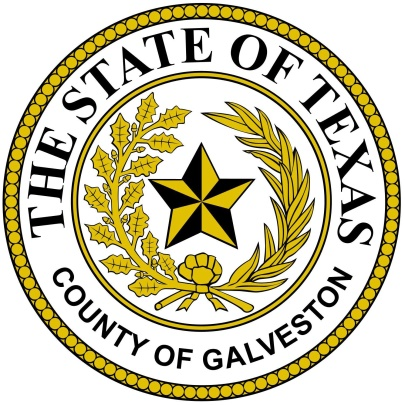 THE STATE OF TEXAS
COUNTY OF GALVESTON